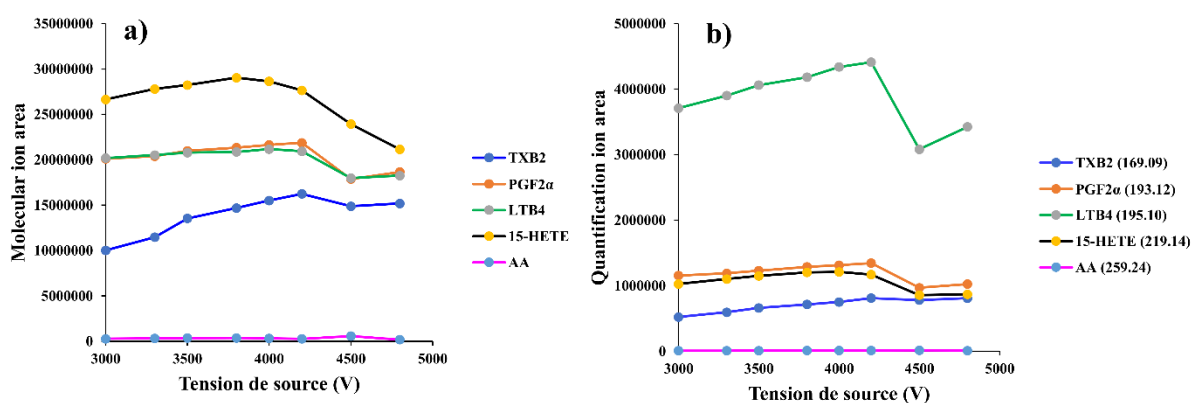 a)
Molecular ion area
35000000
30000000
25000000
20000000
15000000
10000000
5000000
0
3000 3500 4000 4500 5000
Tension de source (V)
TXB2
PGF2α
LTB4
15-HETE
AA
b)
Quantification ion area
5000000
4000000
3000000
2000000
1000000
0
3000 3500 4000 4500 5000
Tension de source (V)
TXB2 (169.09)
PGF2α (193.12)
LTB4 (195.10)
15-HETE (219.14)
AA (259.24)